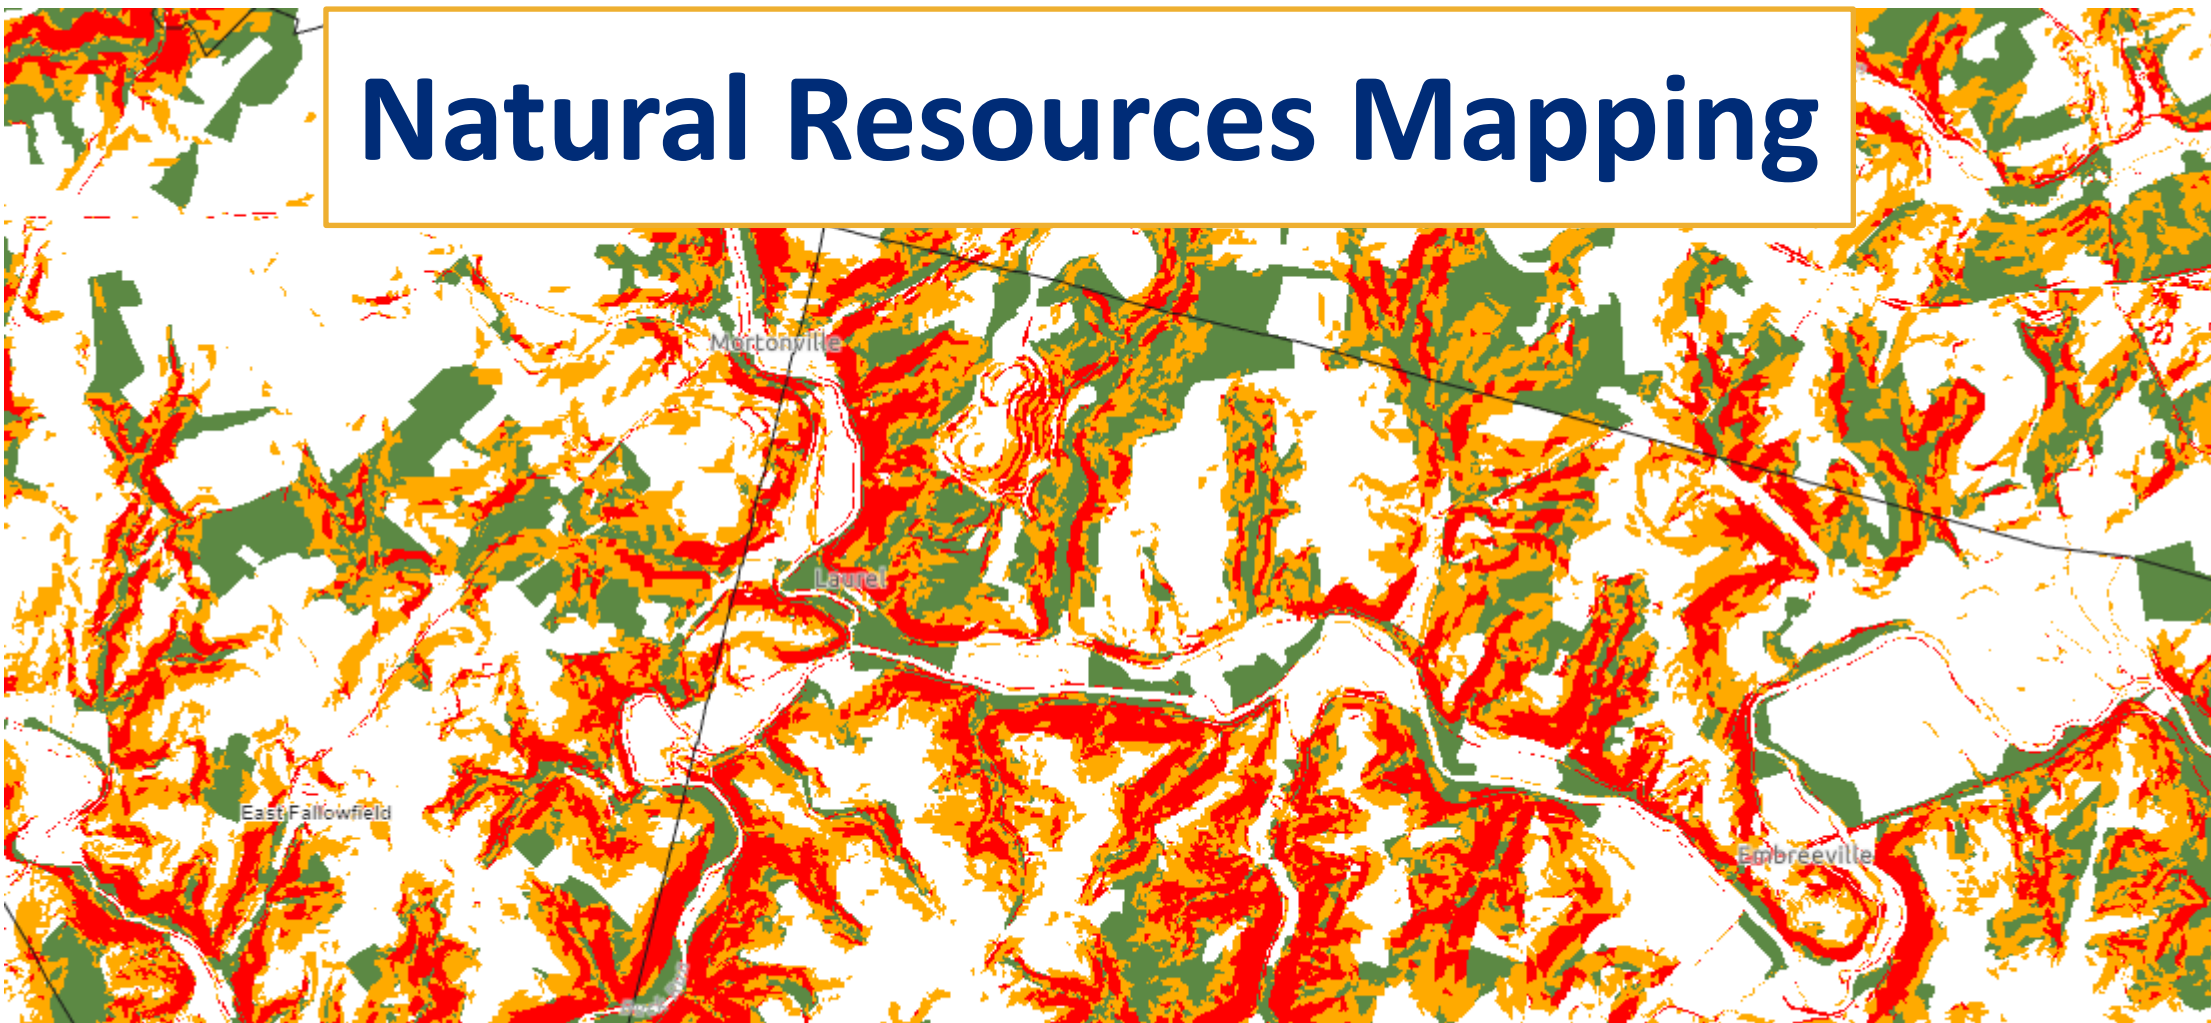 Natural Resources Mapping
Mortonville
Laurel
East Fallowfield
Embreeville